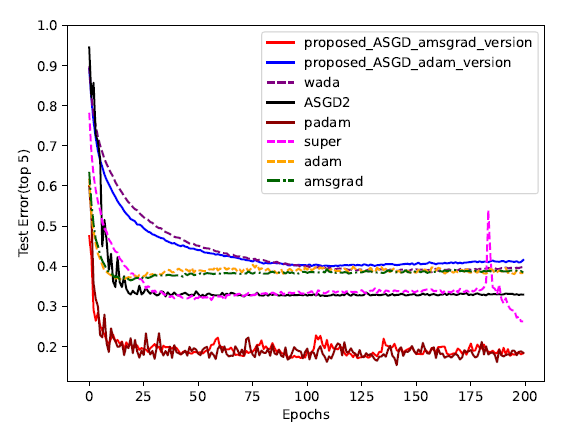 1.0
0.9
0.8
0.7
0.6
0.5
0.4
0.3
0.2
Test Error(top 5)
proposed_ASGD_amsgrad_version
proposed_ASGD_adam_version
wada
ASGD2
padam
super
adam
amsgrad
0 25 50 75 100 125 150 175 200
Epochs